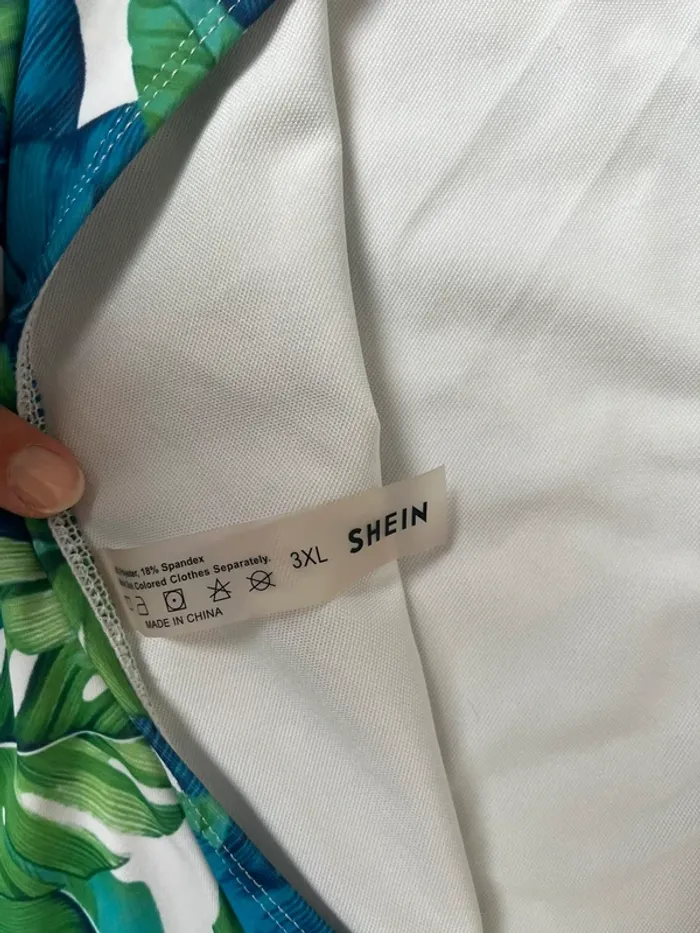 18% Spandex
Colored Clothes Separately.
3XL
SHEIN
MADE IN CHINA